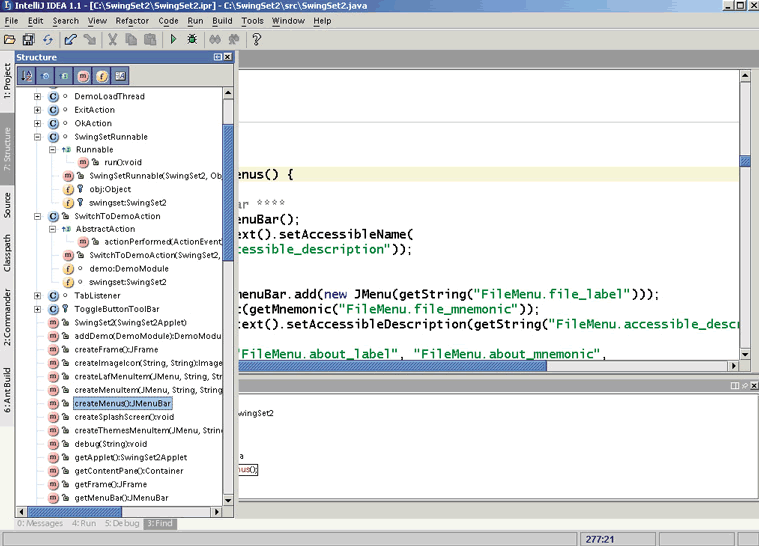 IntelliJ IDEA 1.1 - [C:\SwingSet2\SwingSet2.ipr] - C:\SwingSet2\src\SwingSet2.java
File Edit Search View Refactor Code Run Build Tools Window Help
Structure
1: Project
7: Structure
Source
Classpath
2: Commander
6: Ant Build
DemoLoadThread
ExitAction
OkAction
SwingSetRunnable
Runnable
run():void
SwingSetRunnable(SwingSet2, Ob
obj:Object
swingset:SwingSet2
SwitchToDemoAction
AbstractAction
actionPerformed(ActionEvent)
SwitchToDemoAction(SwingSet2,
demo:DemoModule
swingset:SwingSet2
TabListener
ToggleButtonToolBar
SwingSet2(SwingSet2Applet)
addDemo(DemoModule):DemoModu
createFrame():JFrame
createImageIcon(String, String):Image
createLafMenuItem(JMenu, String, Str
createMenuItem(JMenu, String, String
createMenus():JMenuBar
createSplashScreen():void
createThemesMenuItem(JMenu, Strin
debug(String):void
getApplet():SwingSet2Applet
getContentPane():Container
getFrame():JFrame
getMenuBar():JMenuBar
enus() {
ar ****
enuBar();
ext().setAccessibleName(
cessible_description"));
menuBar.add(new JMenu(getString("FileMenu.file_label")));
c(getMnemonic("FileMenu.file_mnemonic"));
text().setAccessibleDescription(getString("FileMenu.accessible_descr
"FileMenu.about_label", "FileMenu.about_mnemonic",
wingSet2
a
nus();
0: Messages 4: Run 5: Debug 3: Find
277:21